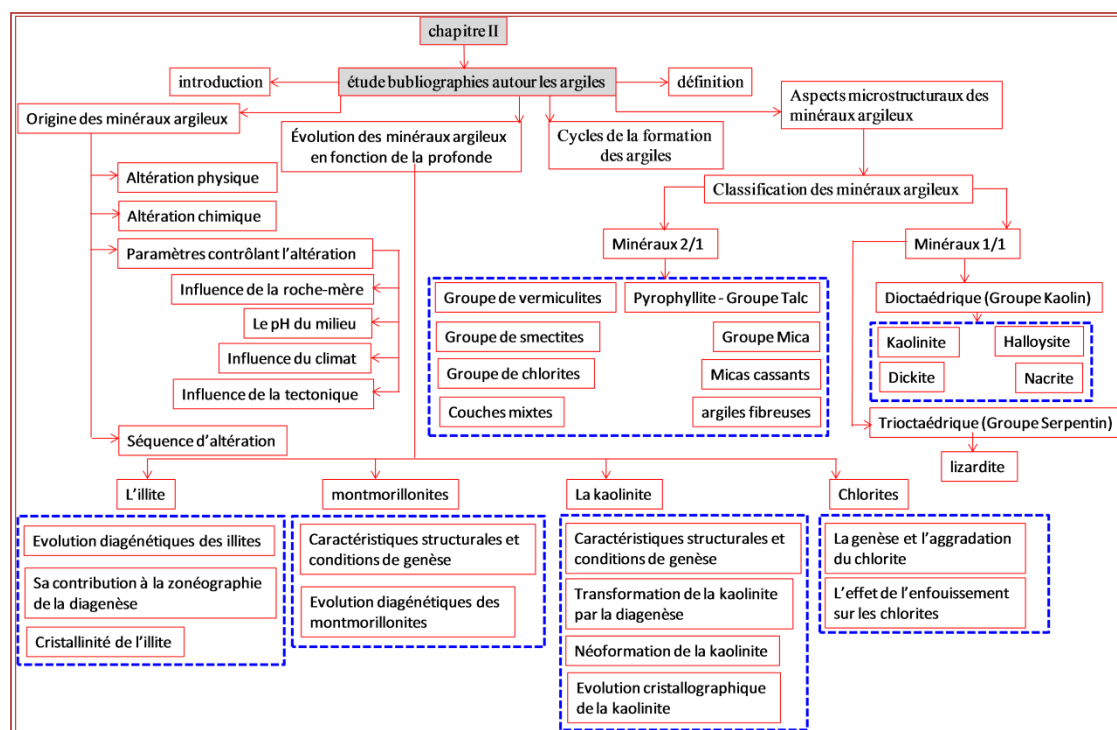 chapitre II
introduction
étude bubliographies autour les argiles
définition
Origine des minéraux argileux
Évolution des minéraux argileux
en fonction de la profonde
Cycles de la formation
des argiles
Aspects microstructuraux des
minéraux argileux
Altération physique
Altération chimique
Paramètres contrôlant l'altération
Influence de la roche-mère
Le pH du milieu
Influence du climat
Influence de la tectonique
Séquence d'altération
Classification des minéraux argileux
Minéraux 2/1
Minéraux 1/1
Groupe de vermiculites
Pyrophyllite - Groupe Talc
Groupe de smectites
Groupe Mica
Groupe de chlorites
Micas cassants
Couches mixtes
argiles fibreuses
Dioctaédrique (Groupe Kaolin)
Kaolinite
Halloysite
Dickite
Nacrite
Trioctaédrique (Groupe Serpentin)
lizardite
L'illite
montmorillonites
La kaolinite
Chlorites
Evolution diagénétiques des illites
Sa contribution à la zonéographie
de la diagenèse
Cristallinité de l'illite
Caractéristiques structurales et
conditions de genèse
Evolution diagénétiques des
montmorillonites
Caractéristiques structurales et
conditions de genèse
Transformation de la kaolinite
par la diagenèse
Néoformation de la kaolinite
Evolution cristallographique
de la kaolinite
La genèse et l'aggradation
du chlorite
L'effet de l'enfouissement
sur les chlorites